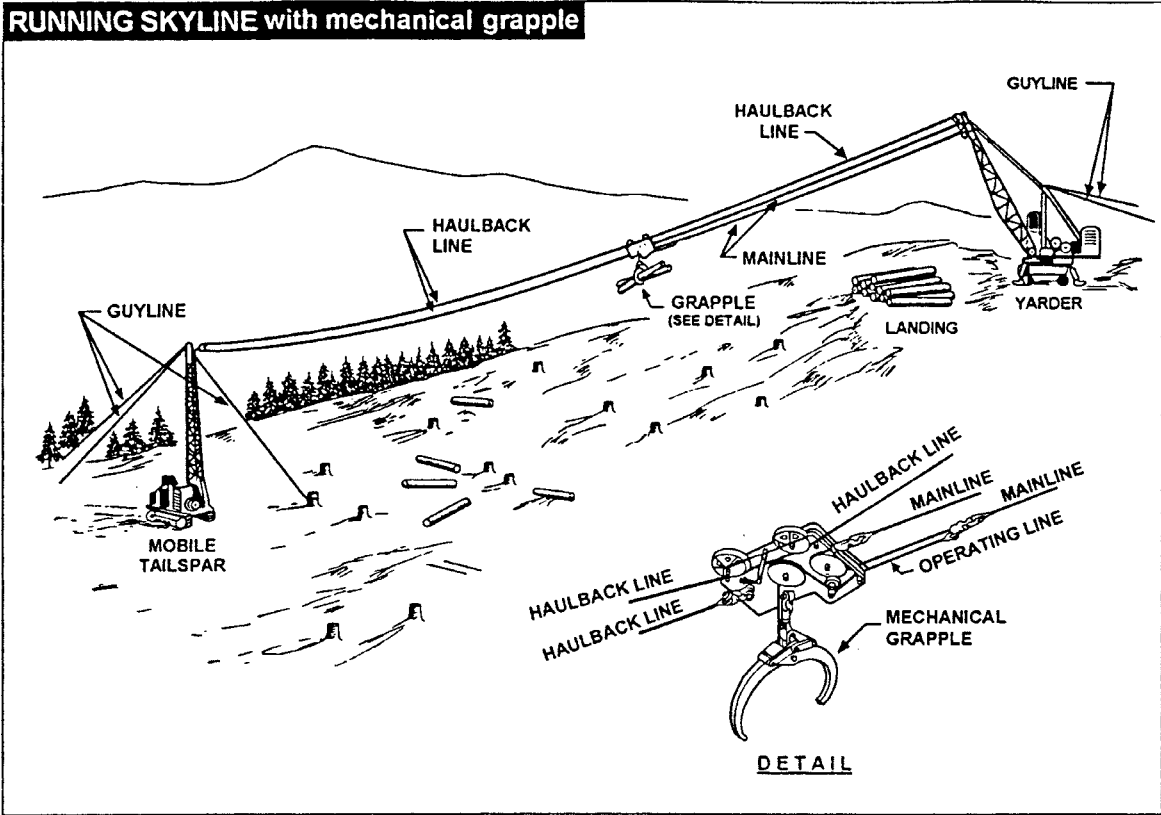 RUNNING SKYLINE with mechanical grapple
GUYLINE
HAULBACK
LINE
HAULBACK
LINE
MAINLINE
GUYLINE
GRAPPLE
(SEE DETAIL)
LANDING
YARDER
MOBILE
TAILSPAR
HAULBACK LINE
MAINLINE
MAINLINE
OPERATING LINE
HAULBACK LINE
HAULBACK LINE
MECHANICAL
GRAPPLE
DETAIL